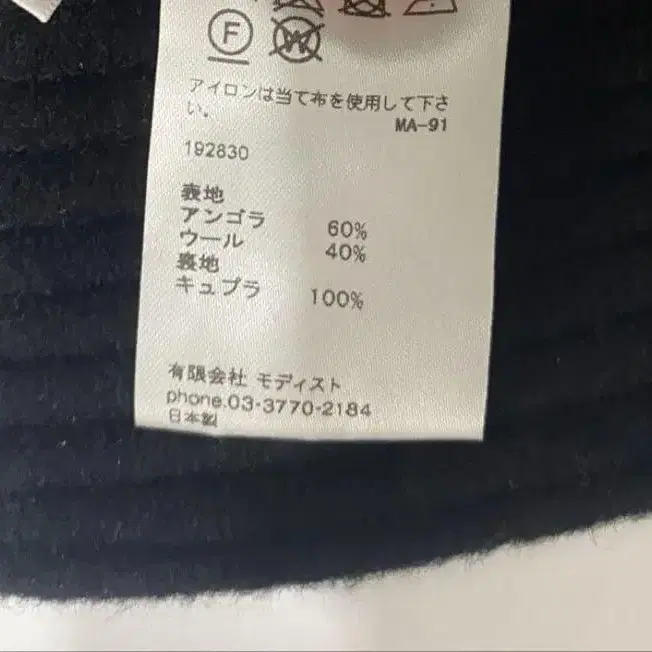 F
W
アイロンは当て布を使用して下さ
い。
MA-91
192830
表地
アンゴラ 60%
ウール 40%
裏地
キュプラ 100%
有限会社 モディスト
phone.03-3770-2184
日本製